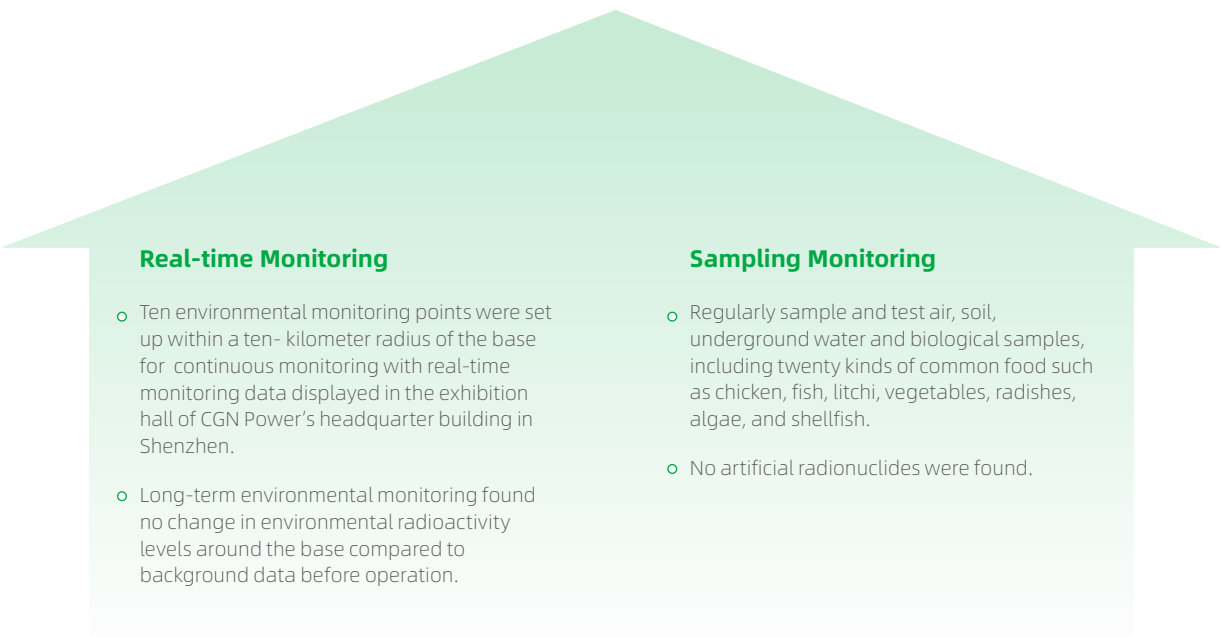 Real-time Monitoring
Ten environmental monitoring points were set
up within a ten- kilometer radius of the base
for continuous monitoring with real-time
monitoring data displayed in the exhibition
hall of CGN Power’s headquarter building in
Shenzhen.
Long-term environmental monitoring found
no change in environmental radioactivity
levels around the base compared to
background data before operation.
Sampling Monitoring
Regularly sample and test air, soil,
underground water and biological samples,
including twenty kinds of common food such
as chicken, fish, litchi, vegetables, radishes,
algae, and shellfish.
No artificial radionuclides were found.